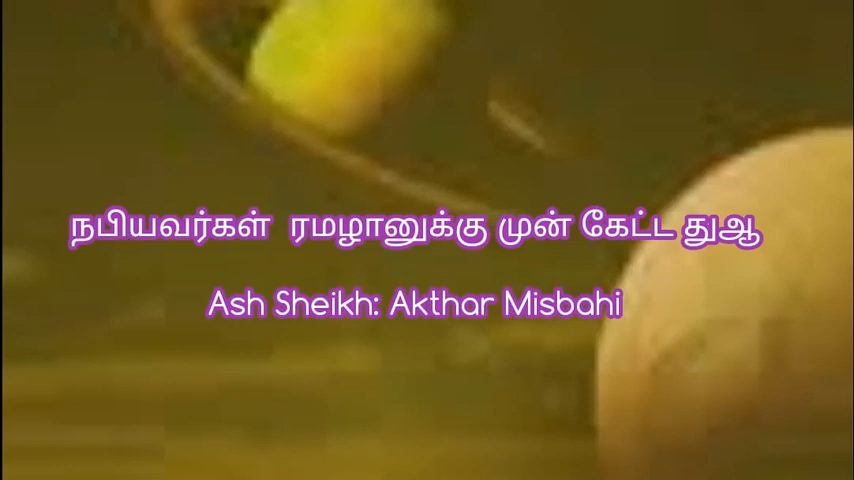 நபியவர்கள் ரமழானுக்கு முன் கேட்ட துஆ
Ash Sheikh: Akthar Misbahi